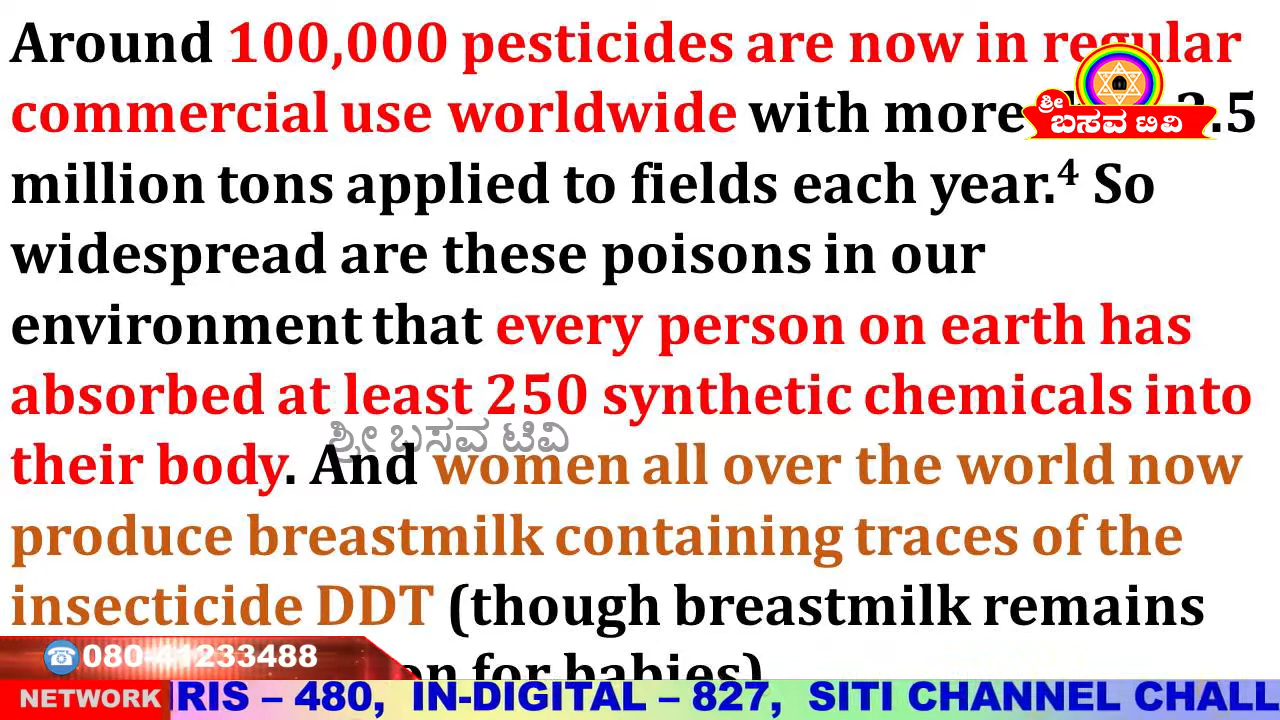 Around 100,000 pesticides are now in regular
ಶ್ರೀ
ಬಸವ ಟಿವಿ
commercial use worldwide with more .5
million tons applied to fields each year.⁴ So
widespread are these poisons in our
environment that every person on earth has
absorbed at least 250 synthetic chemicals into
ಶ್ರೀ ಬಸವ ಟಿವಿ
their body. And women all over the world now
produce breastmilk containing traces of the
insecticide DDT (though breastmilk remains
for babies)
080-41233488
NETWORK IRIS – 480, IN-DIGITAL – 827, SITI CHANNEL CHALL